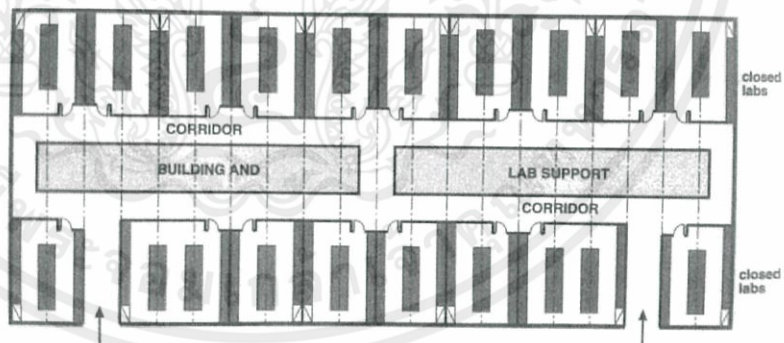 closed
labs
CORRIDOR
BUILDING AND
LAB SUPPORT
CORRIDOR
closed
labs